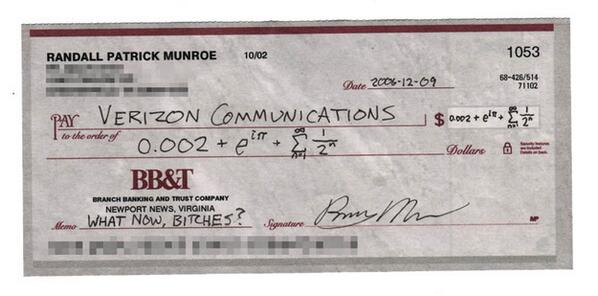 RANDALL PATRICK MUNROE 10/02 1053
68-426/514
71102
Date 2006-12-09
PAY to the order of VERIZON COMMUNICATIONS $ 0.002 + e^{iπ} + ∑_{n=1}^{∞} 1/2^n
0.002 + e^{iπ} + ∑_{n=1}^{∞} 1/2^n Dollars
Security features are included. Details on back.
BB&T
BRANCH BANKING AND TRUST COMPANY
NEWPORT NEWS, VIRGINIA
Memo WHAT NOW, BITCHES? Signature MP